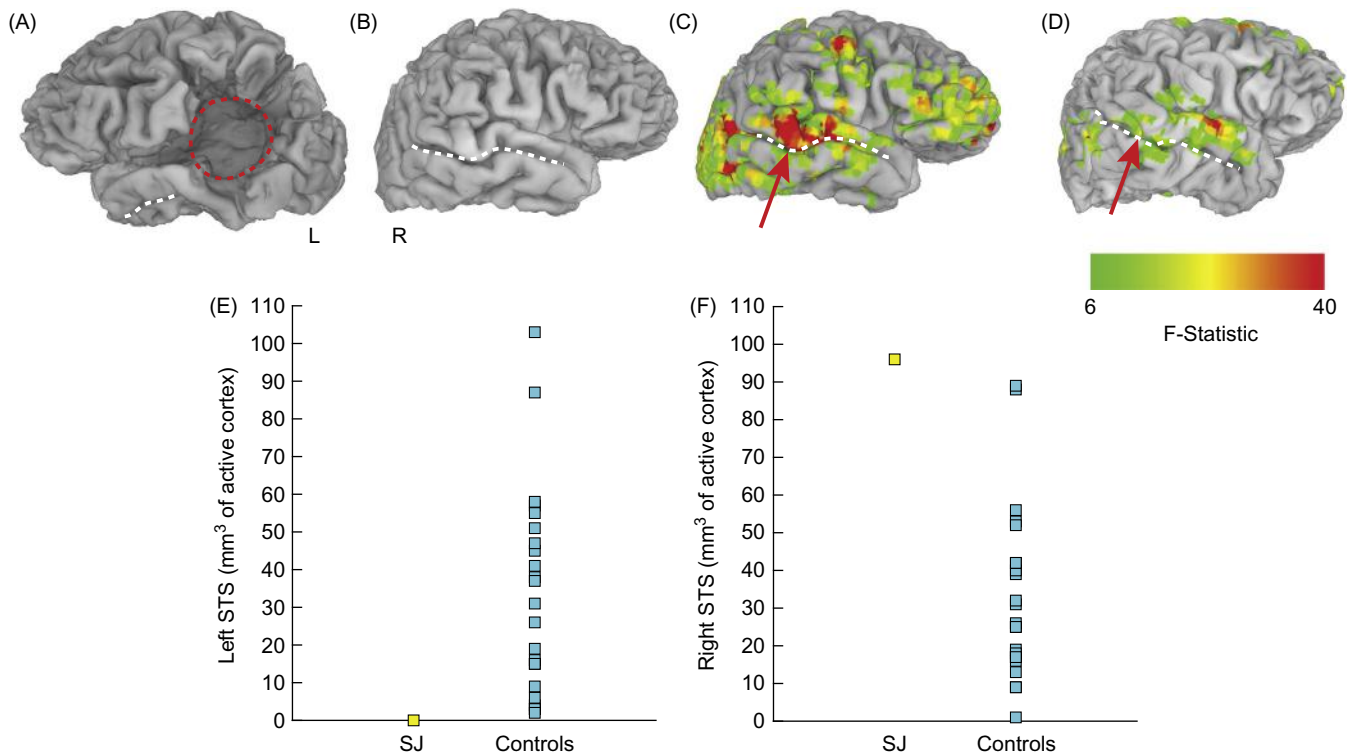 (A)
(B)
(C)
(D)
L
R
6
40
F-Statistic
(E)
110
100
90
80
70
60
50
40
30
20
10
0
Left STS (mm³ of active cortex)
SJ
Controls
(F)
110
100
90
80
70
60
50
40
30
20
10
0
Right STS (mm³ of active cortex)
SJ
Controls